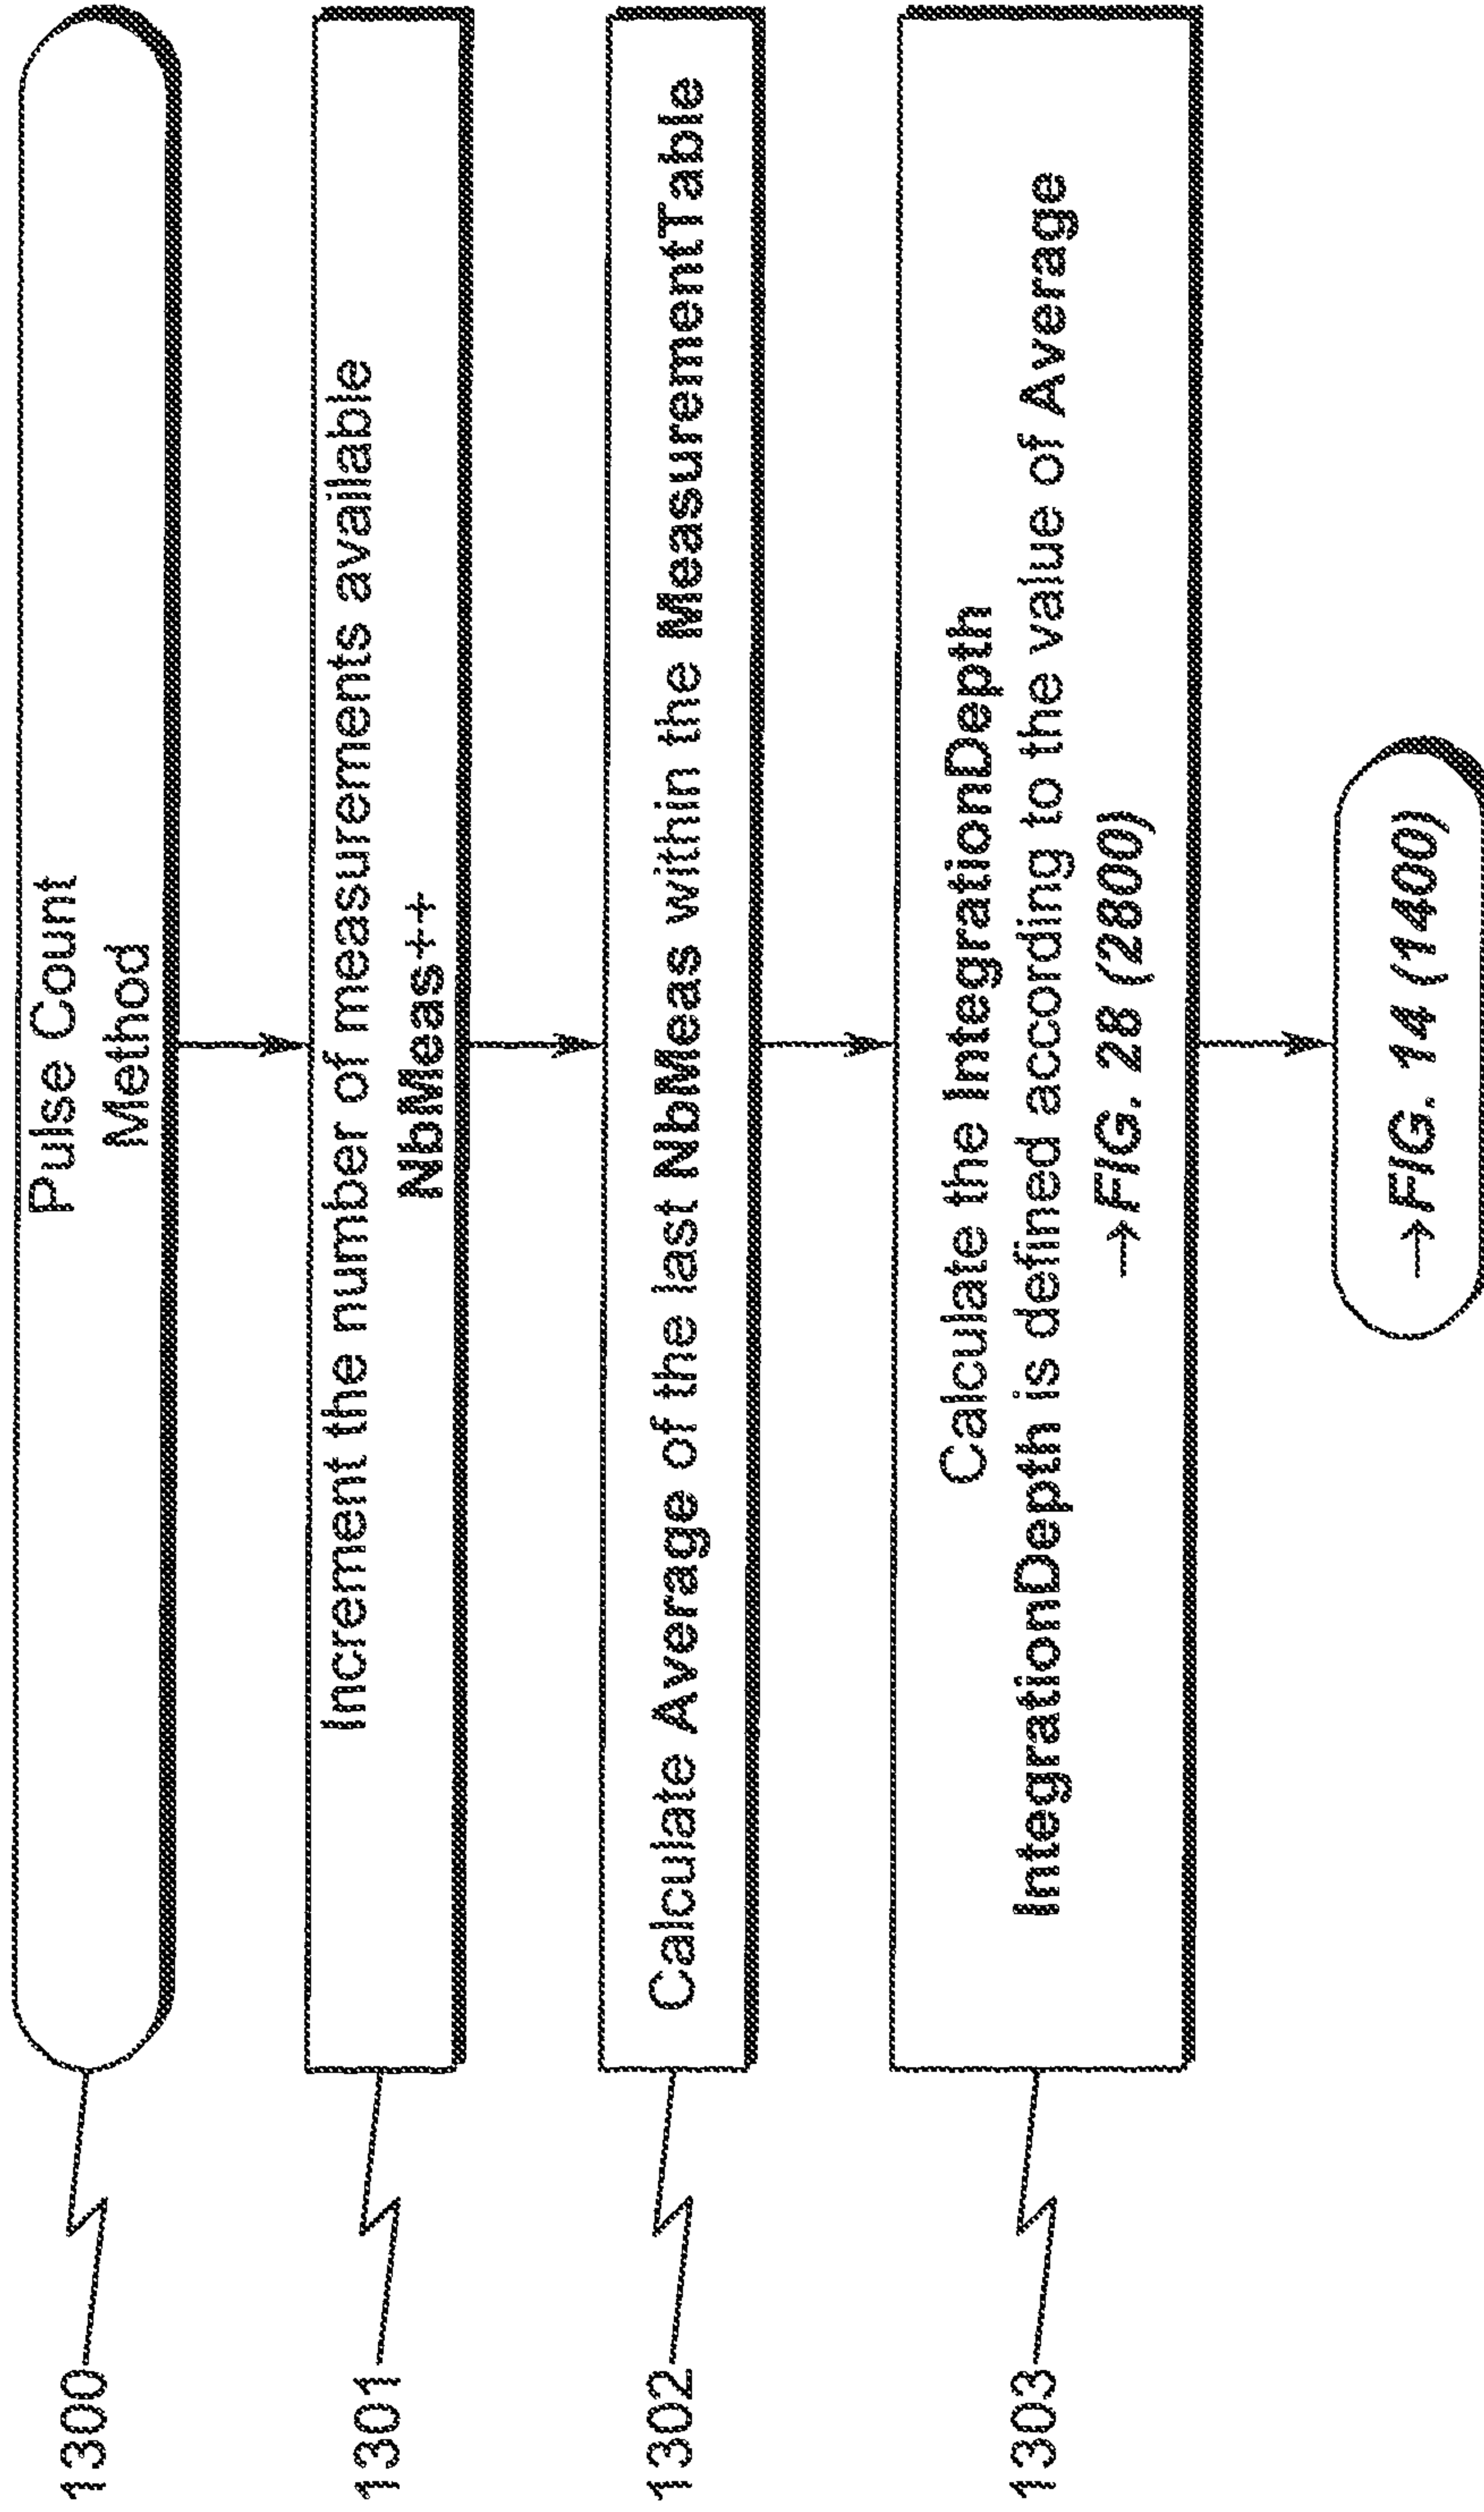 1300
Pulse Count
Method
1301
Increment the number of measurements available
NbMeas++
1302
Calculate Average of the last NbMeas within the MeasurementTable
1303
Calculate the IntegrationDepth
IntegrationDepth is defined according to the value of Average
→FIG. 28 (2800)
→FIG. 14 (1400)